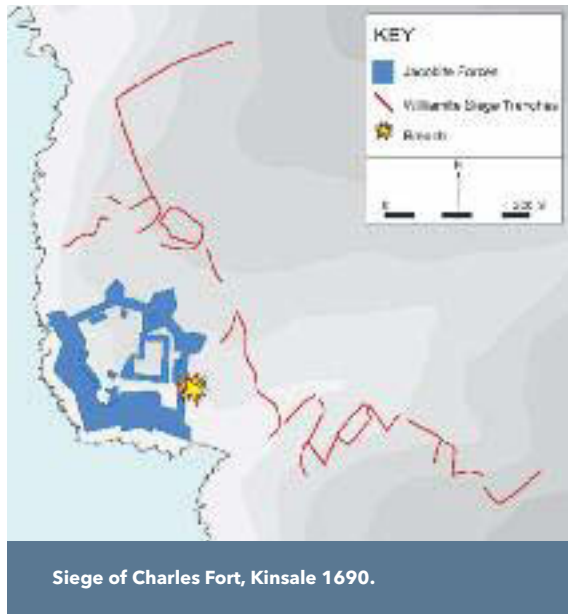 KEY
Jacobite Forces
Williamite Siege Trenches
Breach
N
0
Siege of Charles Fort, Kinsale 1690.